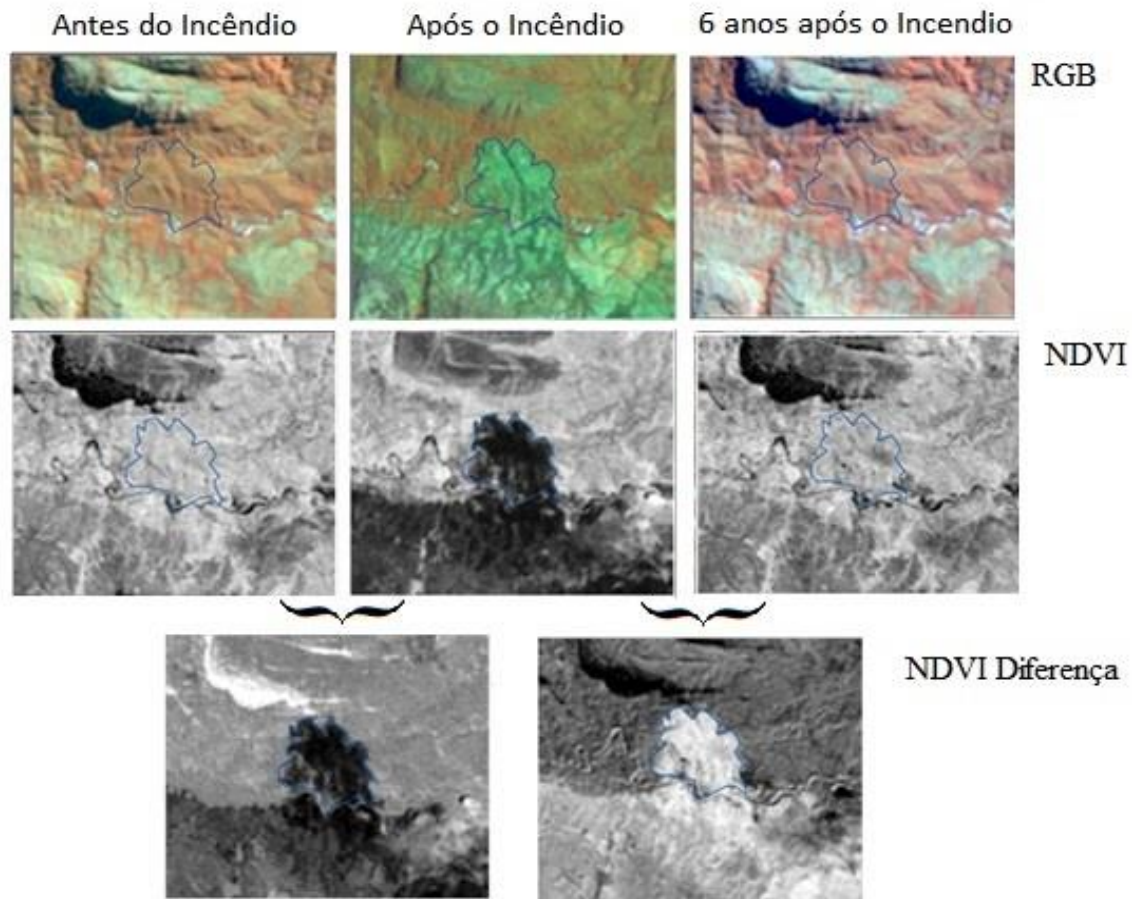 Antes do Incêndio
Após o Incêndio
6 anos após o Incendio
RGB
NDVI
NDVI Diferença